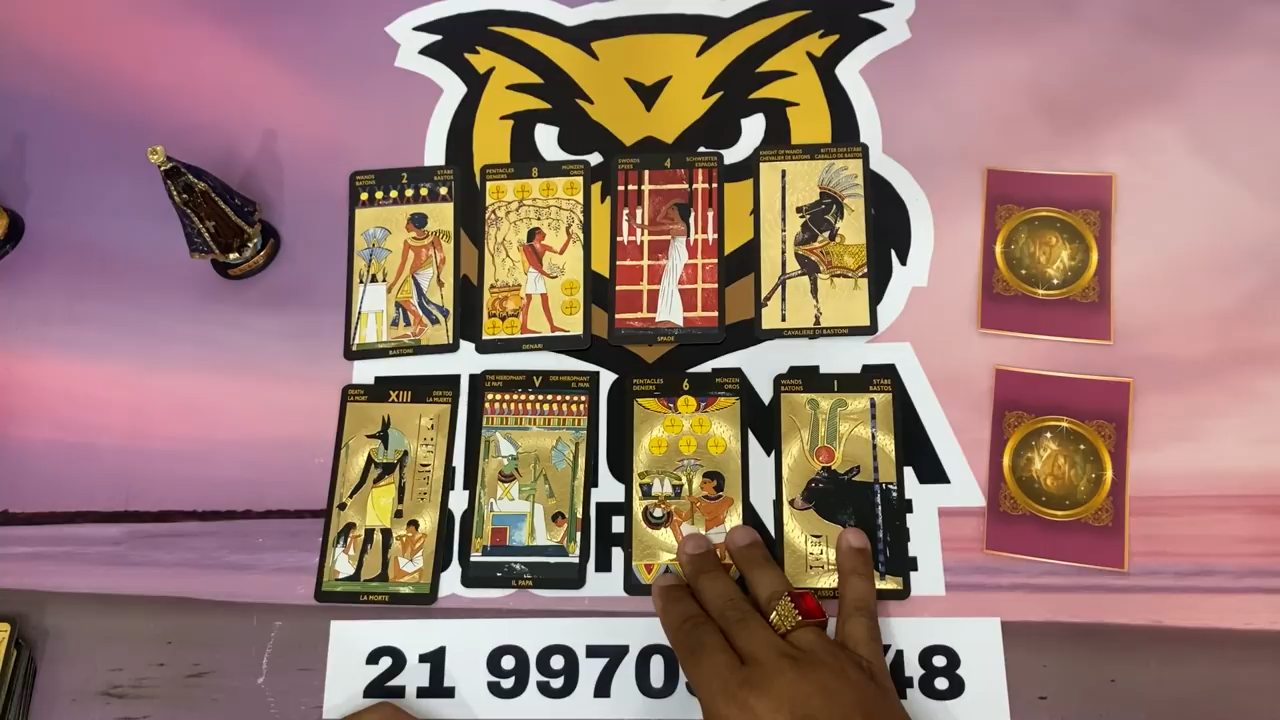 WANDS 2 STÄBE
BATONS BASTOS
BASTONI
PENTACLES 8 MÜNZEN
DENIERS OROS
DENARI
SWORDS 4 SCHWERTER
EPEES ESPADAS
SPADE
KNIGHT OF WANDS RITTER DER STÄBE
CHEVALIER DE BATONS CABALLO DE BASTOS
CAVALIERE DI BASTONI
DEATH XIII DER TOD
LA MORT LA MUERTE
LA MORTE
THE HIEROPHANT V DER HIEROPHANT
LE PAPE EL PAPA
IL PAPA
PENTACLES 6 MÜNZEN
DENIERS OROS
WANDS I STÄBE
BATONS BASTOS
ASSO D
21 9970 48